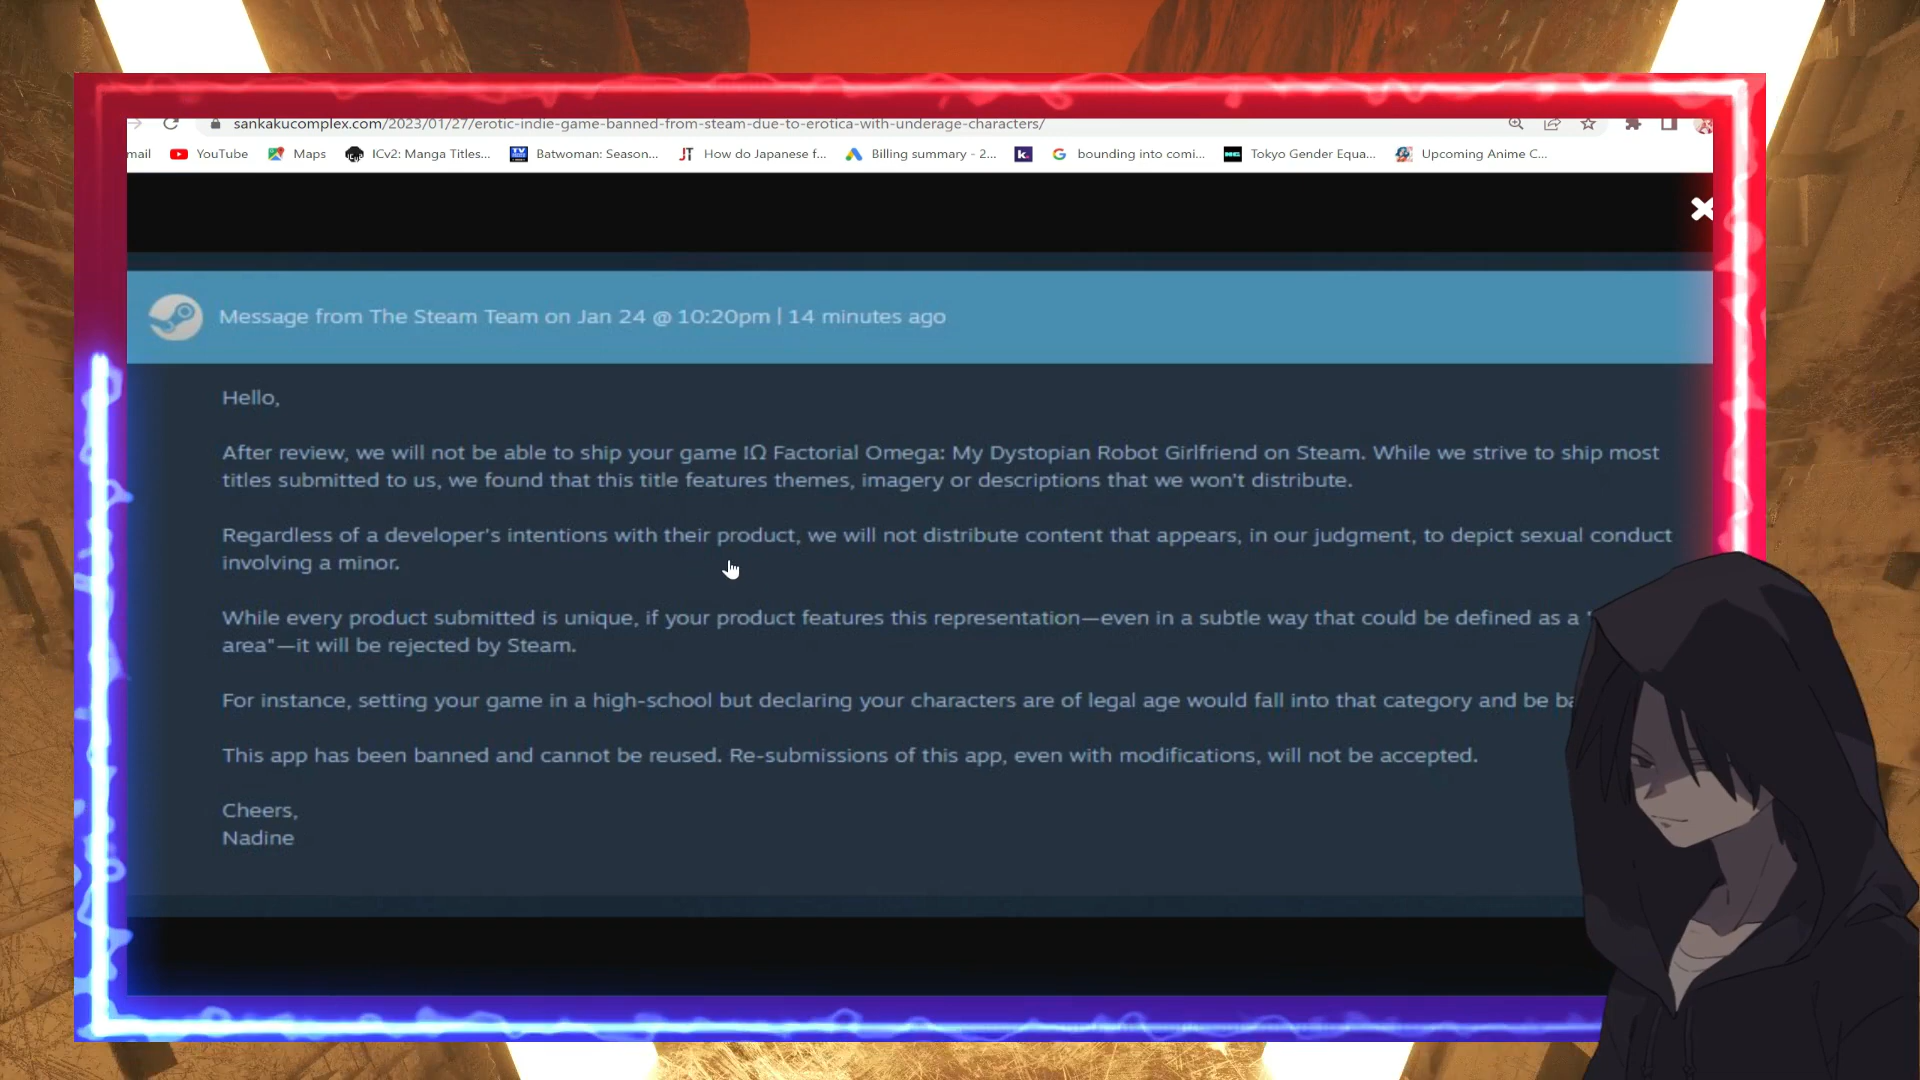 sankakucomplex.com/2023/01/27/erotic-indie-game-banned-from-steam-due-to-erotica-with-underage-characters/
mail YouTube Maps ICv2: Manga Titles... Batwoman: Season... How do Japanese f... Billing summary - 2... bounding into comi... Tokyo Gender Equa... Upcoming Anime C...
Message from The Steam Team on Jan 24 @ 10:20pm | 14 minutes ago
Hello,
After review, we will not be able to ship your game IΩ Factorial Omega: My Dystopian Robot Girlfriend on Steam. While we strive to ship most
titles submitted to us, we found that this title features themes, imagery or descriptions that we won't distribute.
Regardless of a developer's intentions with their product, we will not distribute content that appears, in our judgment, to depict sexual conduct
involving a minor.
While every product submitted is unique, if your product features this representation—even in a subtle way that could be defined as a
area"—it will be rejected by Steam.
For instance, setting your game in a high-school but declaring your characters are of legal age would fall into that category and be
This app has been banned and cannot be reused. Re-submissions of this app, even with modifications, will not be accepted.
Cheers,
Nadine